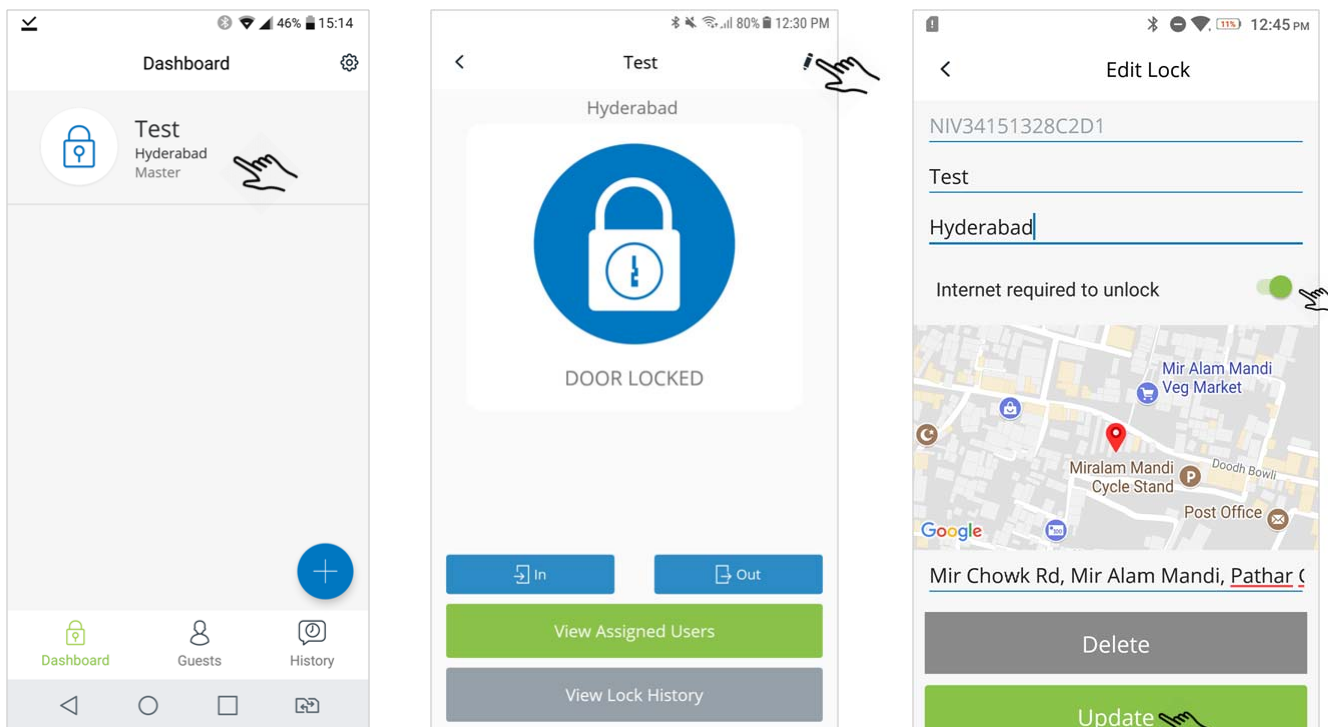 46% 15:14
Dashboard
Test
Hyderabad
Master
Dashboard
Guests
History
80% 12:30 PM
Test
Hyderabad
DOOR LOCKED
In
Out
View Assigned Users
View Lock History
11% 12:45 PM
Edit Lock
NIV34151328C2D1
Test
Hyderabad
Internet required to unlock
Mir Alam Mandi
Veg Market
Miralam Mandi
Cycle Stand
P
Doodh Bowli
Post Office
Google
Mir Chowk Rd, Mir Alam Mandi, Pathar
Delete
Update